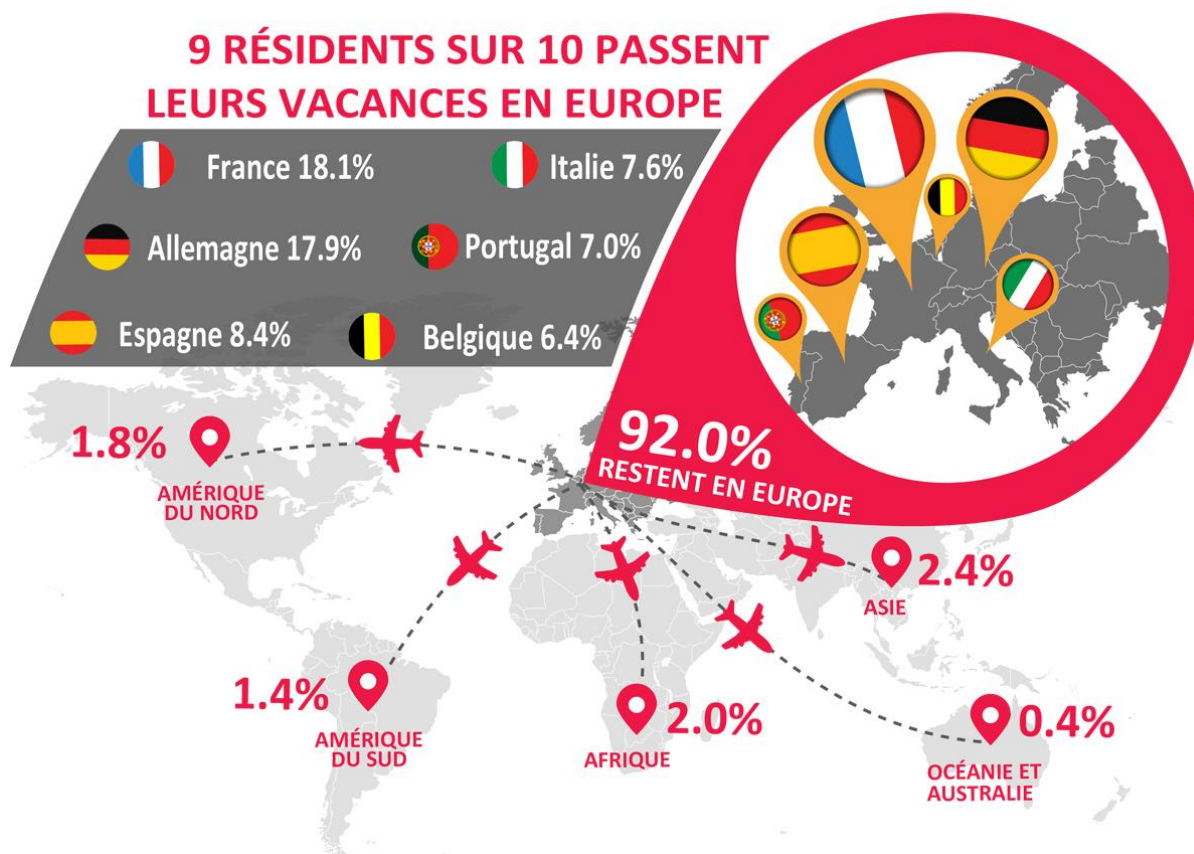 9 RÉSIDENTS SUR 10 PASSENT
LEURS VACANCES EN EUROPE
France 18.1%
Italie 7.6%
Allemagne 17.9%
Portugal 7.0%
Espagne 8.4%
Belgique 6.4%
92.0%
RESTENT EN EUROPE
1.8%
AMÉRIQUE
DU NORD
2.4%
ASIE
1.4%
AMÉRIQUE
DU SUD
2.0%
AFRIQUE
0.4%
OCÉANIE ET
AUSTRALIE